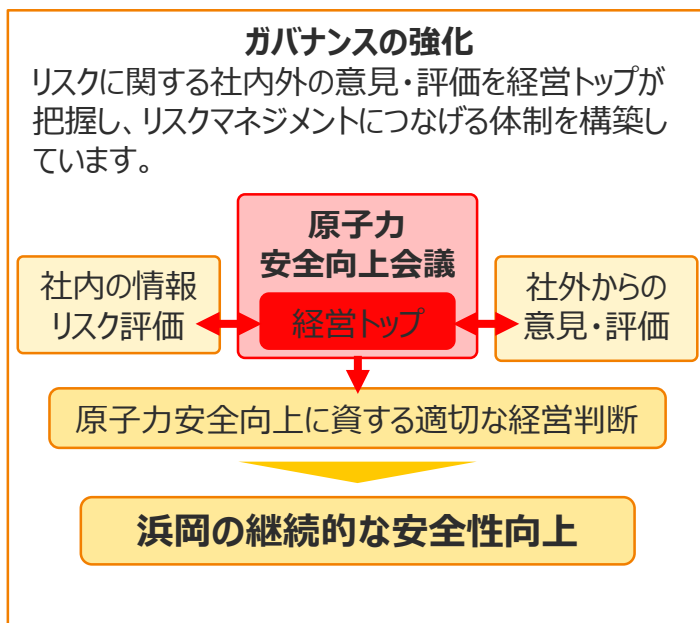 ガバナンスの強化
リスクに関する社内外の意見・評価を経営トップが
把握し、リスクマネジメントにつなげる体制を構築し
ています。
原子力
安全向上会議
社内の情報
リスク評価
経営トップ
社外からの
意見・評価
原子力安全向上に資する適切な経営判断
浜岡の継続的な安全性向上